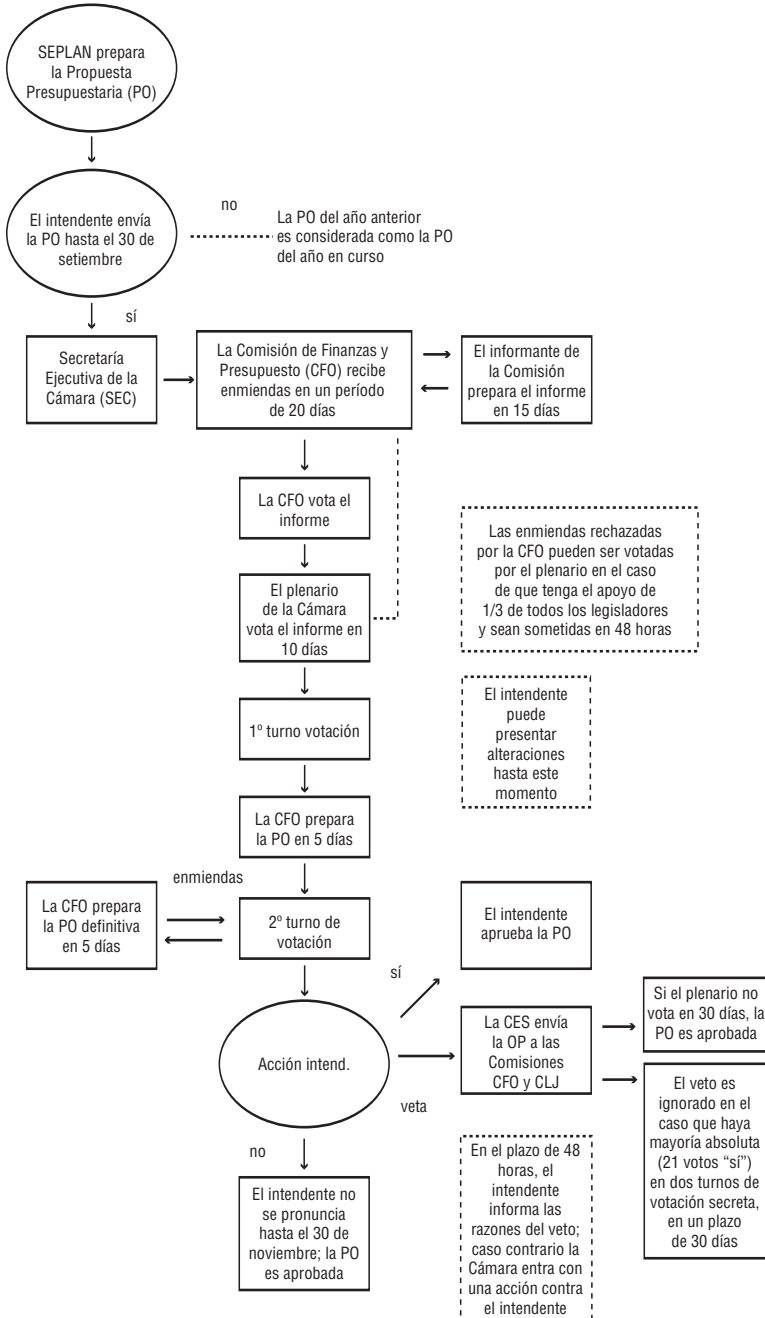 SEPLAN prepara
la Propuesta
Presupuestaria (PO)
El intendente envía
la PO hasta el 30 de
setiembre
no
La PO del año anterior
es considerada como la PO
del año en curso
sí
Secretaría
Ejecutiva de la
Cámara (SEC)
La Comisión de Finanzas y
Presupuesto (CFO) recibe
enmiendas en un período
de 20 días
El informante de
la Comisión
prepara el informe
en 15 días
La CFO vota el
informe
Las enmiendas rechazadas
por la CFO pueden ser votadas
por el plenario en el caso
de que tenga el apoyo de
1/3 de todos los legisladores
y sean sometidas en 48 horas
El plenario
de la Cámara
vota el informe en
10 días
1º turno votación
El intendente
puede
presentar
alteraciones
hasta este
momento
La CFO prepara
la PO en 5 días
enmiendas
La CFO prepara
la PO definitiva
en 5 días
2º turno de
votación
El intendente
aprueba la PO
sí
Acción intend.
veta
La CES envía
la OP a las
Comisiones
CFO y CLJ
Si el plenario no
vota en 30 días, la
PO es aprobada
El veto es
ignorado en el
caso que haya
mayoría absoluta
(21 votos “sí”)
en dos turnos de
votación secreta,
en un plazo
de 30 días
no
El intendente no
se pronuncia
hasta el 30 de
noviembre; la PO
es aprobada
En el plazo de 48
horas, el
intendente
informa las
razones del veto;
caso contrario la
Cámara entra con
una acción contra
el intendente